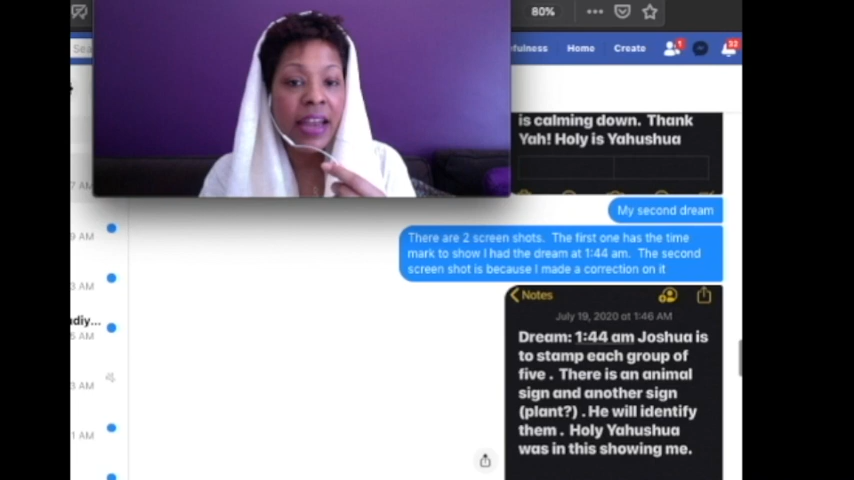 80%
Sea
efulness Home Create 1 32
is calming down. Thank
Yah! Holy is Yahushua
7 AM
My second dream
9 AM
There are 2 screen shots. The first one has the time
mark to show I had the dream at 1:44 am. The second
screen shot is because I made a correction on it
3 AM
Notes
July 19, 2020 at 1:46 AM
adiy...
5 AM
Dream: 1:44 am Joshua is
to stamp each group of
five . There is an animal
sign and another sign
(plant?) . He will identify
them . Holy Yahushua
was in this showing me.
3 AM
1 AM